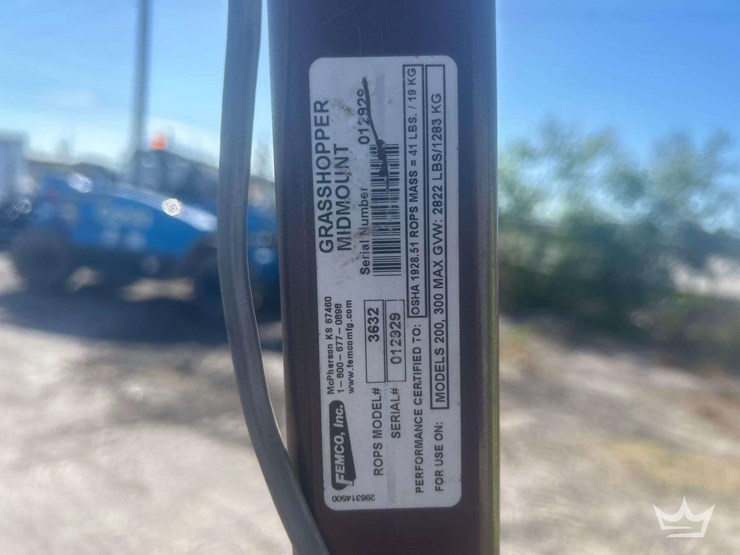 GRASSHOPPER
MIDMOUNT
Serial Number 012929
FEMCO, Inc.
McPherson KS 67460
1-800-677-0898
www.femcomfg.com
ROPS MODEL# 3632
SERIAL# 012929
PERFORMANCE CERTIFIED TO: OSHA 1928.51 ROPS MASS = 41 LBS. / 19 KG
FOR USE ON: MODELS 200, 300 MAX GVW: 2822 LBS/1283 KG
286314500